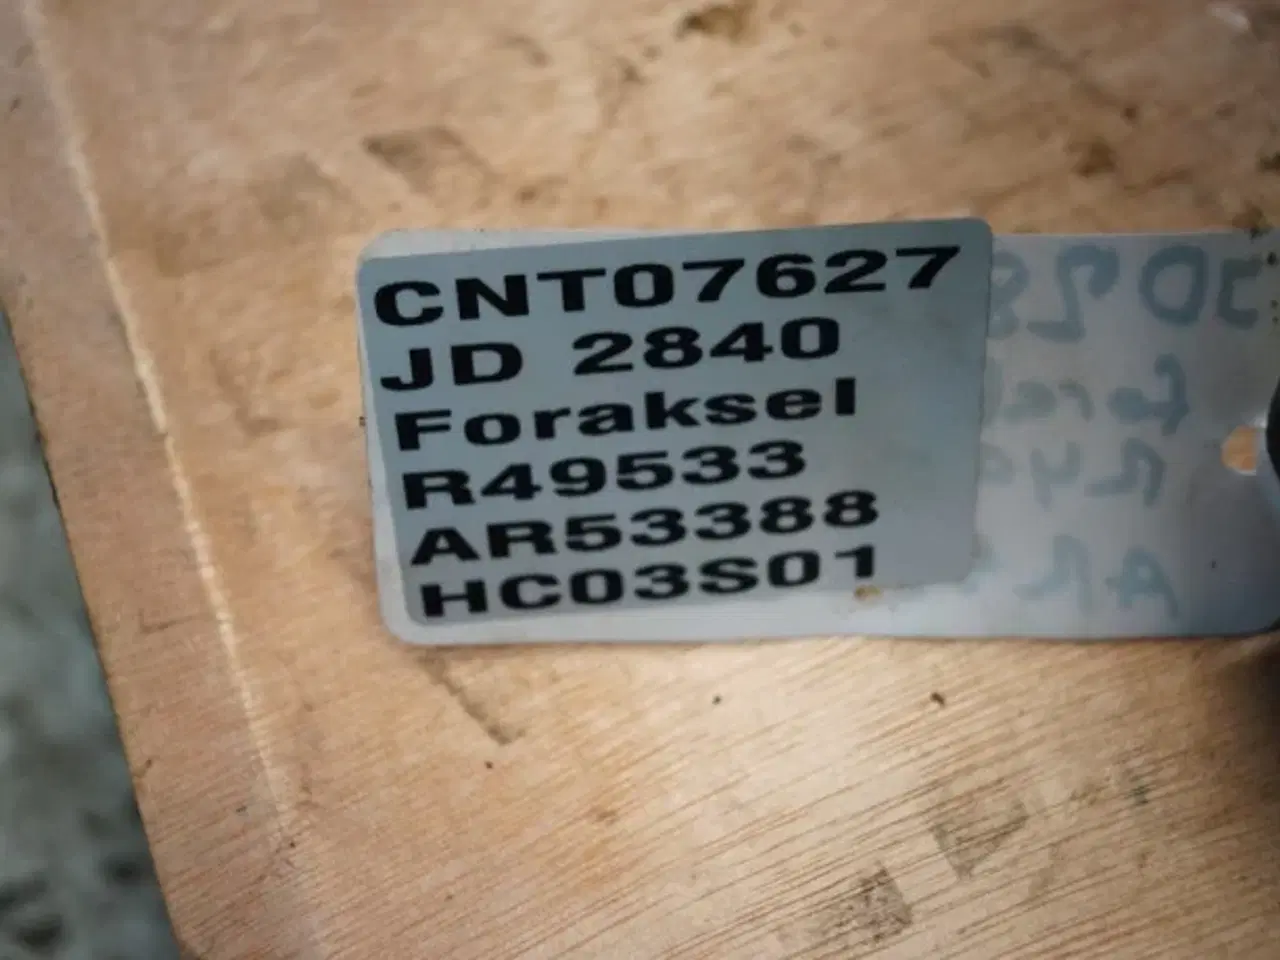 CNT07627
JD 2840
Foraksel
R49533
AR53388
HC03S01